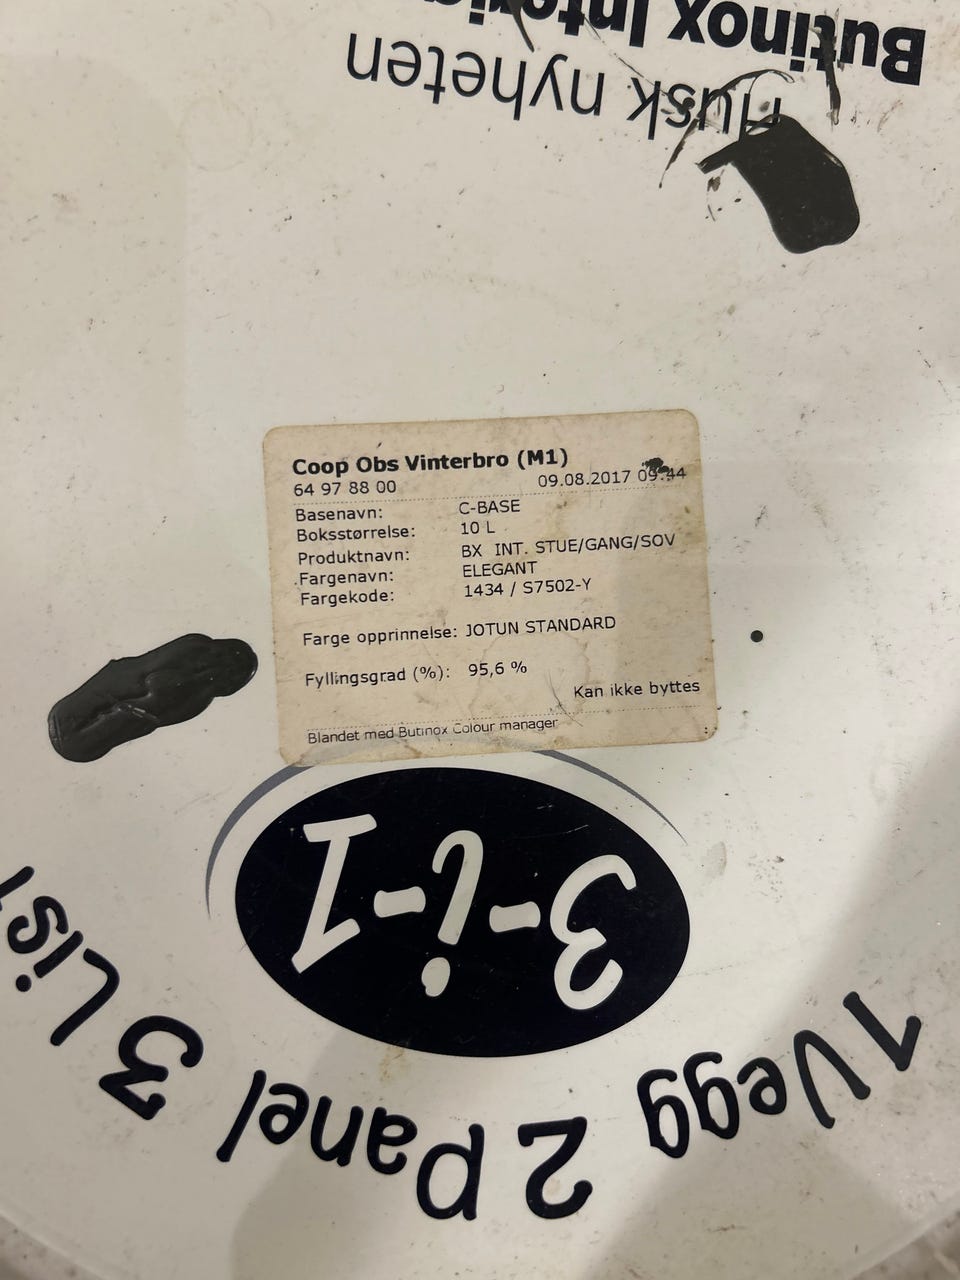 Butinox
Husk nyheten
Coop Obs Vinterbro (M1)
64 97 88 00 09.08.2017 09:44
Basenavn: C-BASE
Boksstørrelse: 10 L
Produktnavn: BX INT. STUE/GANG/SOV
Fargenavn: ELEGANT
Fargekode: 1434 / S7502-Y
Farge opprinnelse: JOTUN STANDARD
Fyllingsgrad (%): 95,6 %
Kan ikke byttes
Blandet med Butinox Colour manager
3-i-1
1 Vegg 2 Panel 3 List